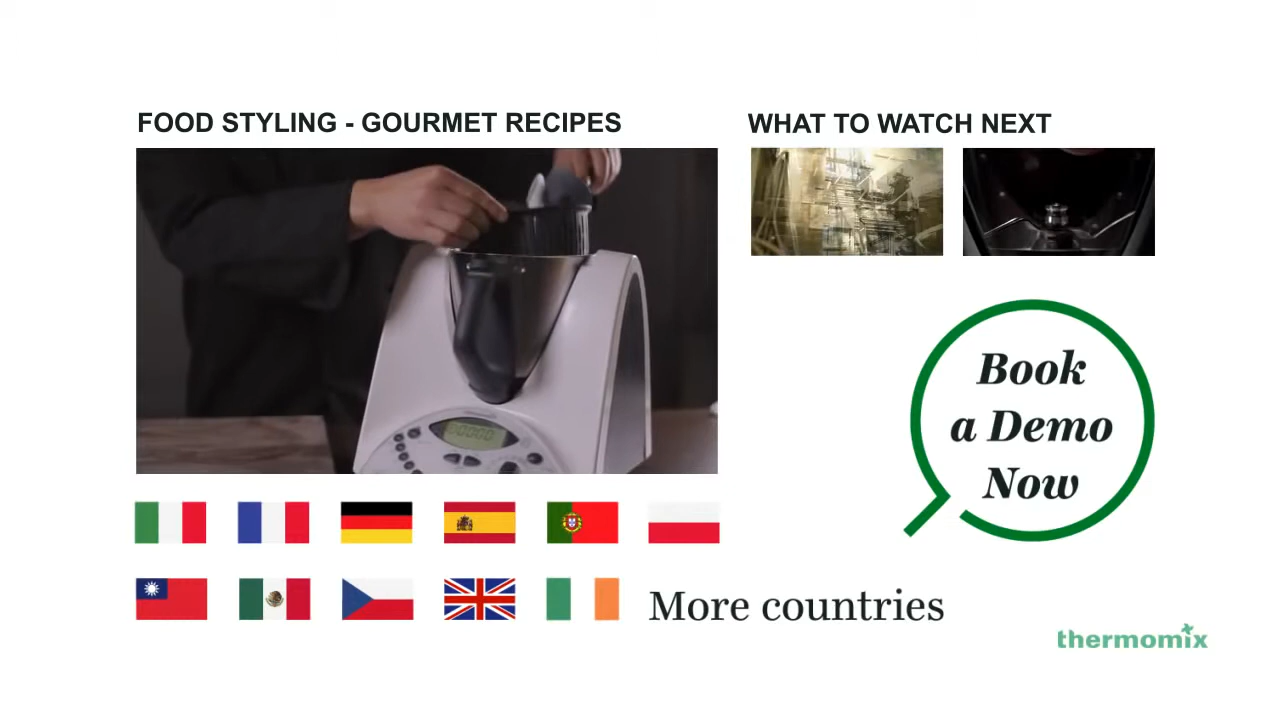 FOOD STYLING - GOURMET RECIPES
WHAT TO WATCH NEXT
Book
a Demo
Now
More countries
thermomix